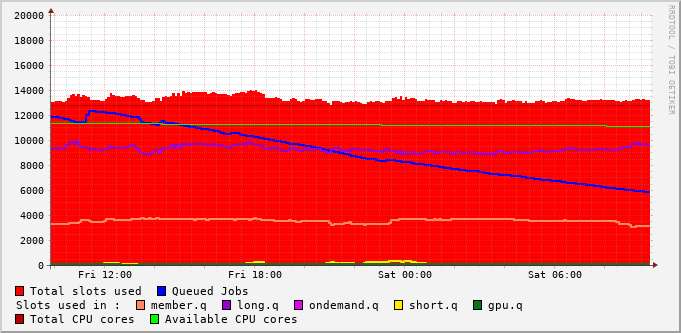 20000
18000
16000
14000
12000
10000
8000
6000
4000
2000
0
Fri 12:00 Fri 18:00 Sat 00:00 Sat 06:00
Total slots used Queued Jobs
Slots used in : member.q long.q ondemand.q short.q gpu.q
Total CPU cores Available CPU cores
RRDTOOL / TOBI OETIKER